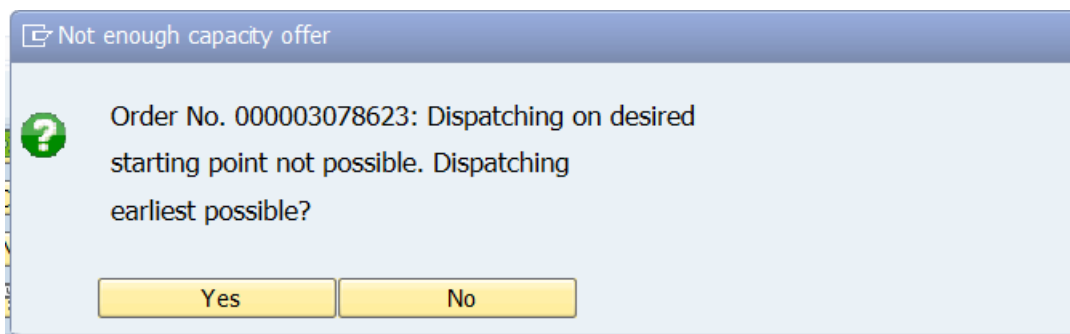 Not enough capacity offer
Order No. 000003078623: Dispatching on desired
starting point not possible. Dispatching
earliest possible?
Yes No